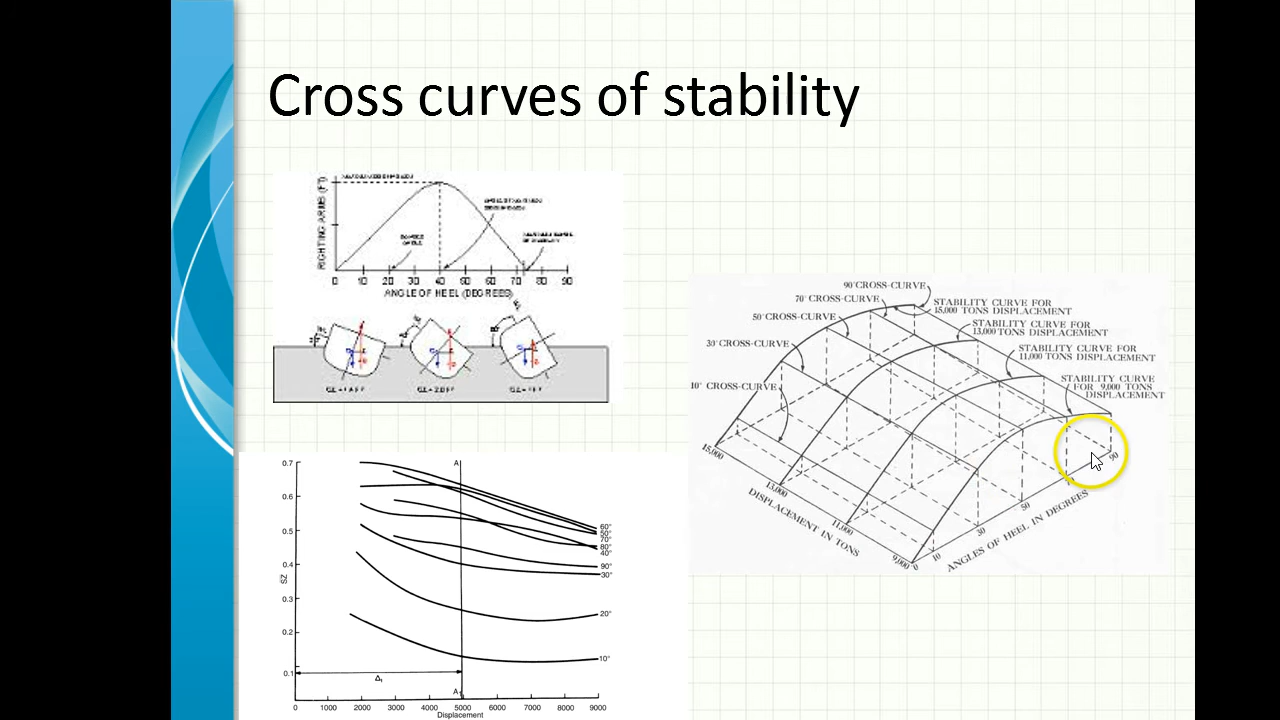 Cross curves of stability
RIGHTING ARMS (FT)
0 10 20 30 40 50 60 70 80 90
ANGLE OF HEEL (DEGREES)
90° CROSS-CURVE
70° CROSS-CURVE
50° CROSS-CURVE
30° CROSS-CURVE
10° CROSS-CURVE
STABILITY CURVE FOR
15,000 TONS DISPLACEMENT
STABILITY CURVE FOR
13,000 TONS DISPLACEMENT
STABILITY CURVE FOR
11,000 TONS DISPLACEMENT
STABILITY CURVE
FOR 9,000 TONS
DISPLACEMENT
15,000
13,000
11,000
9,000
DISPLACEMENT IN TONS
0 10 30 50 90
ANGLES OF HEEL IN DEGREES
0.7
0.6
0.5
0.4
0.3
0.2
0.1
SZ
A
A1
Δ1
60°
50°
70°
80°
40°
90°
30°
20°
10°
0 1000 2000 3000 4000 5000 6000 7000 8000 9000
Displacement